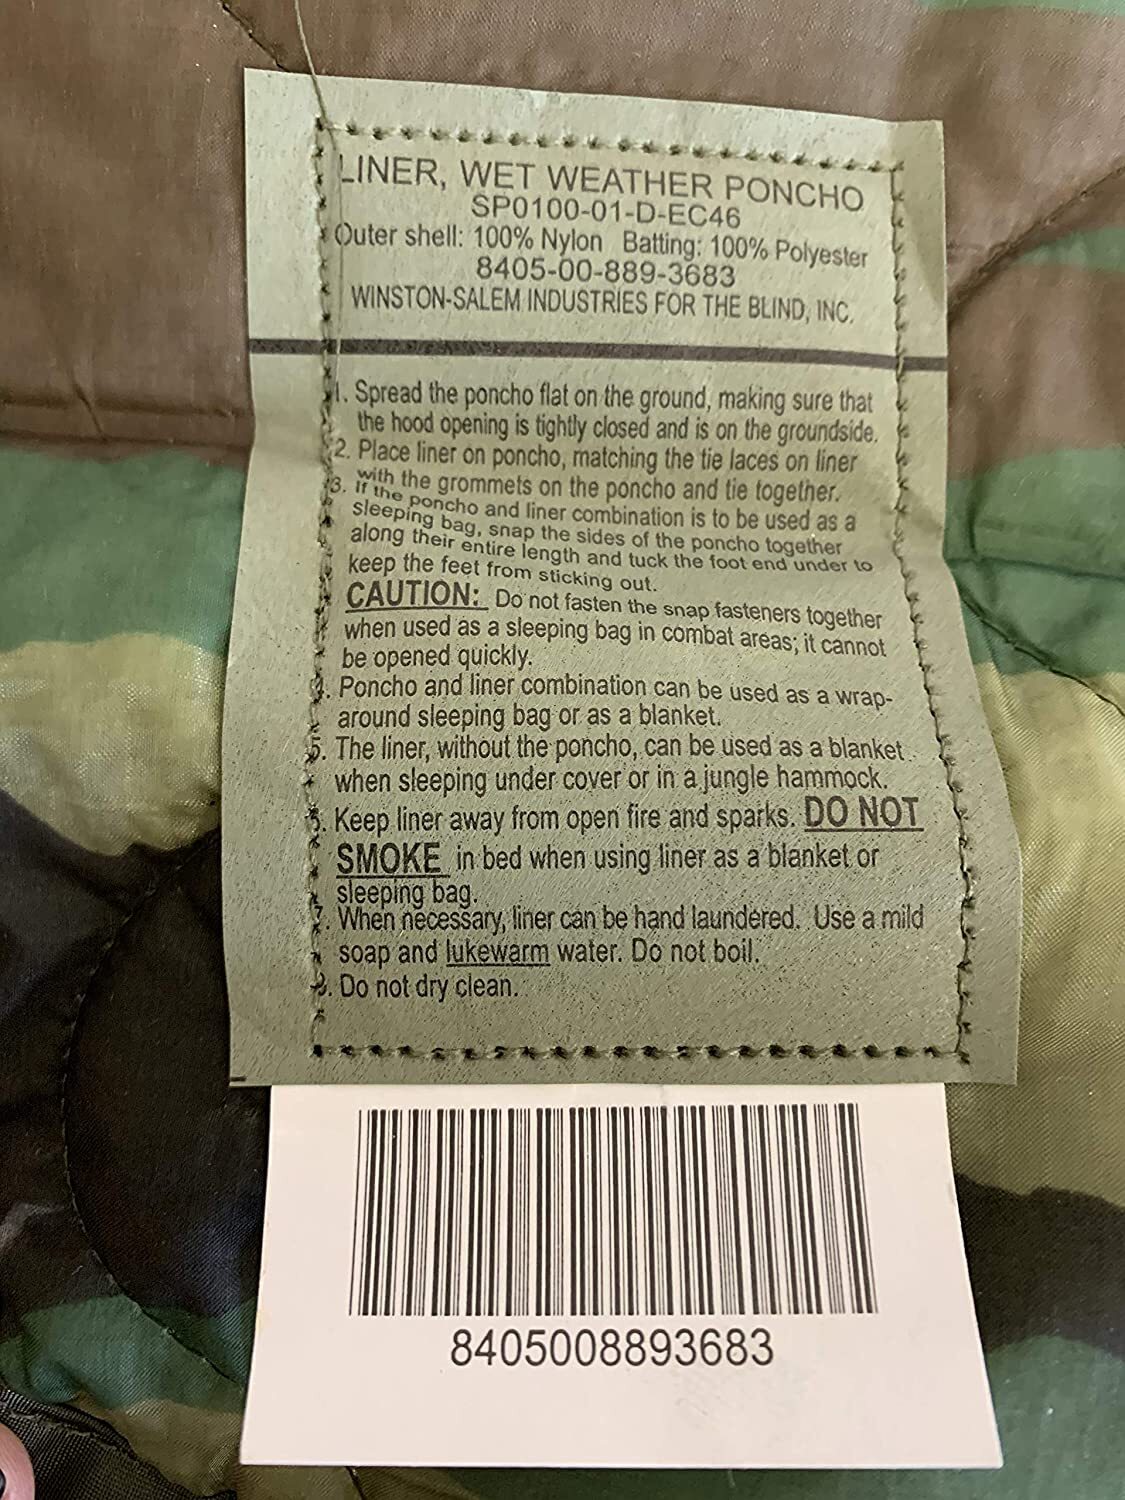 LINER, WET WEATHER PONCHO
SP0100-01-D-EC46
Outer shell: 100% Nylon Batting: 100% Polyester
8405-00-889-3683
WINSTON-SALEM INDUSTRIES FOR THE BLIND, INC.
1. Spread the poncho flat on the ground, making sure that
the hood opening is tightly closed and is on the groundside.
2. Place liner on poncho, matching the tie laces on liner
with the grommets on the poncho and tie together.
3. If the poncho and liner combination is to be used as a
sleeping bag, snap the sides of the poncho together
along their entire length and tuck the foot end under to
keep the feet from sticking out.
CAUTION: Do not fasten the snap fasteners together
when used as a sleeping bag in combat areas; it cannot
be opened quickly.
4. Poncho and liner combination can be used as a wrap-
around sleeping bag or as a blanket.
5. The liner, without the poncho, can be used as a blanket
when sleeping under cover or in a jungle hammock.
6. Keep liner away from open fire and sparks. DO NOT
SMOKE in bed when using liner as a blanket or
sleeping bag.
7. When necessary, liner can be hand laundered. Use a mild
soap and lukewarm water. Do not boil.
8. Do not dry clean.
8405008893683